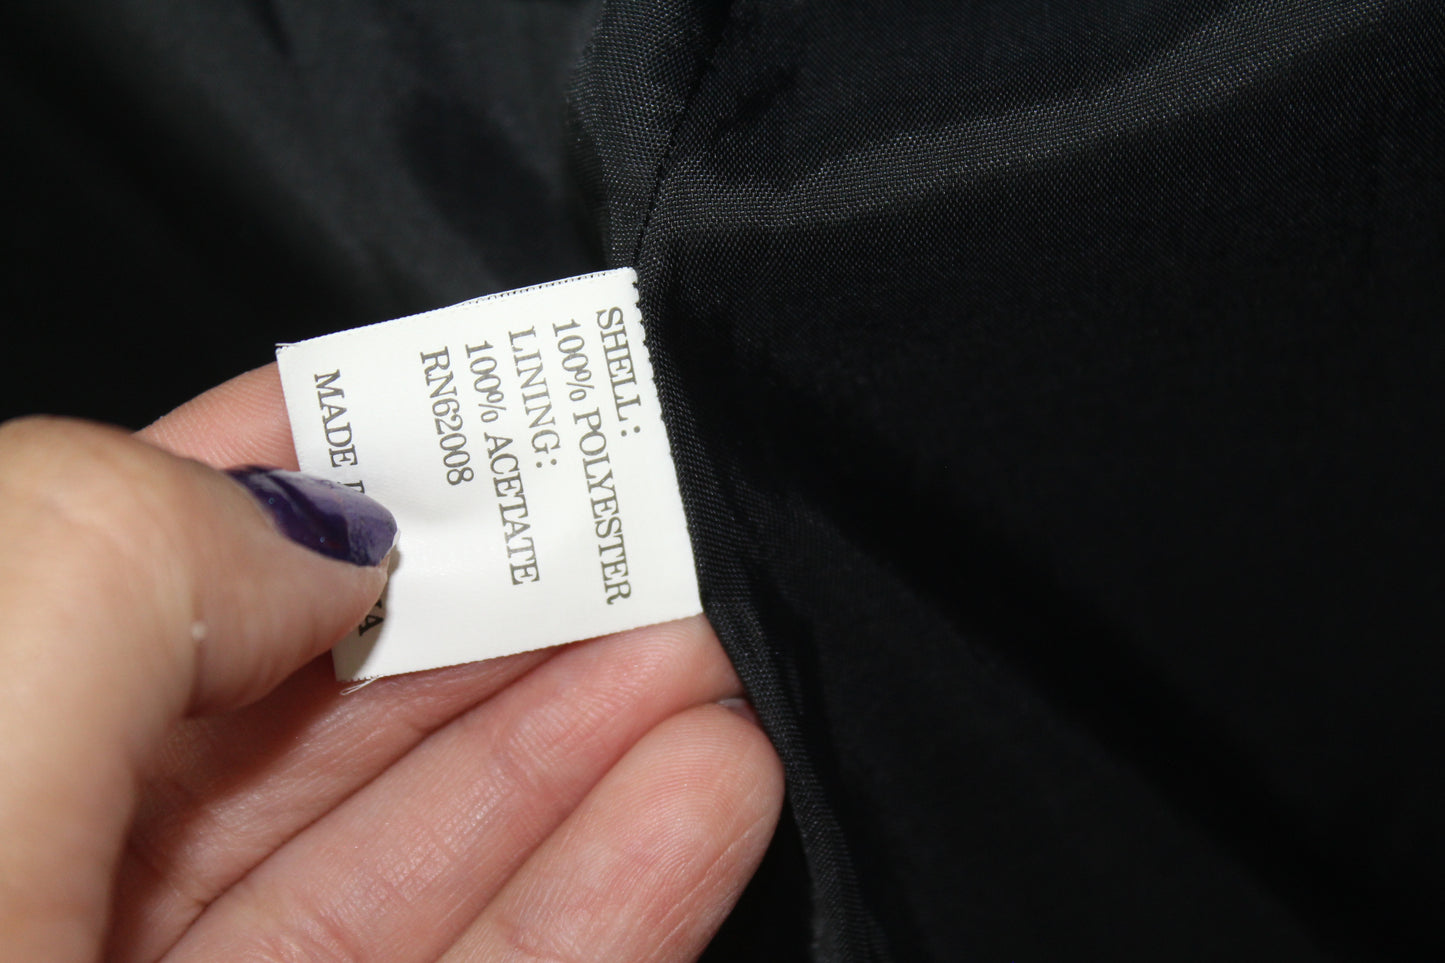 SHELL:
100% POLYESTER
LINING:
100% ACETATE
RN62008
MADE